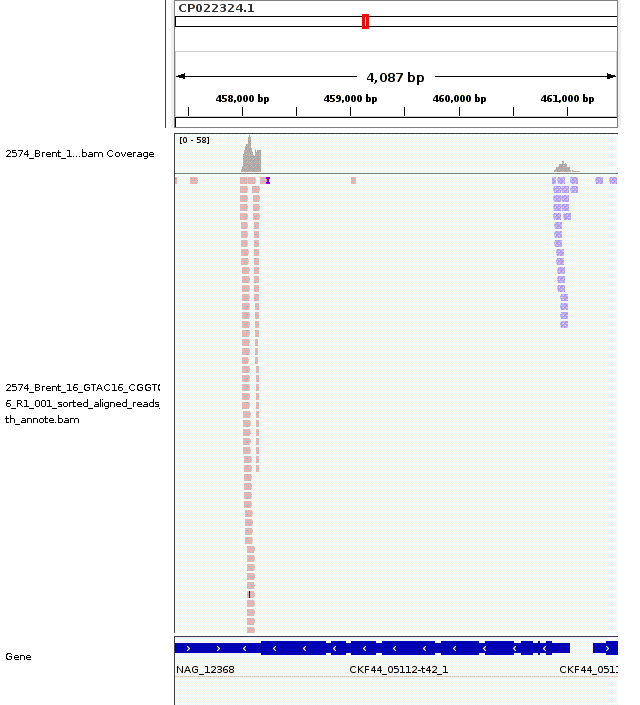 CP022324.1
4,087 bp
458,000 bp 459,000 bp 460,000 bp 461,000 bp
[0 - 58]
2574_Brent_1...bam Coverage
2574_Brent_16_GTAC16_CGGT
6_R1_001_sorted_aligned_reads_
th_annote.bam
Gene
NAG_12368 CKF44_05112-t42_1 CKF44_051